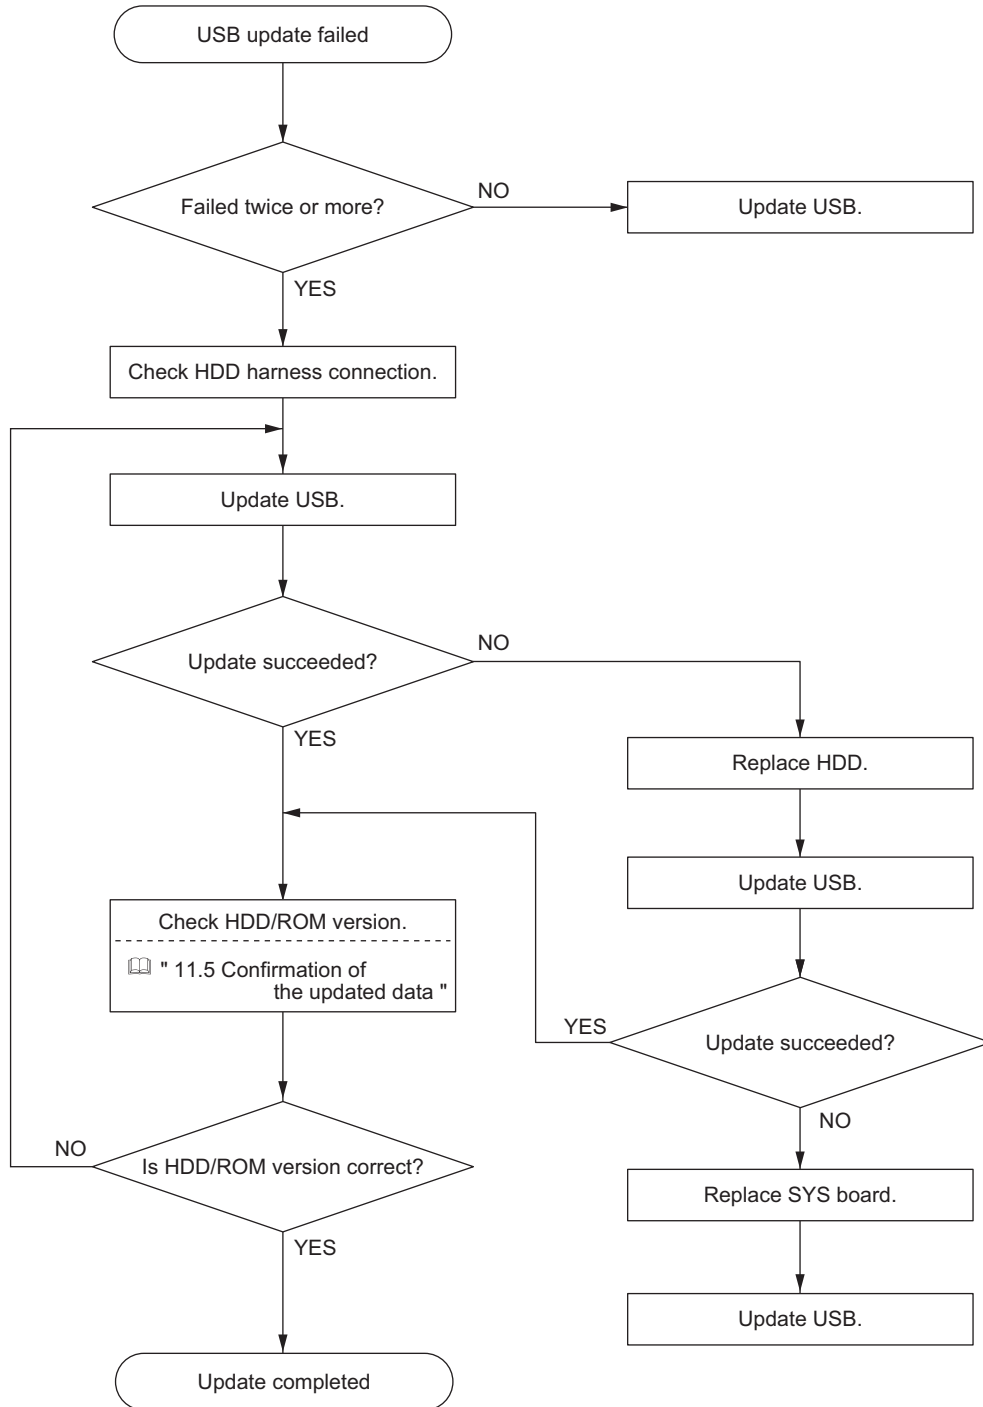 USB update failed
Failed twice or more?
NO
Update USB.
YES
Check HDD harness connection.
Update USB.
Update succeeded?
NO
YES
Replace HDD.
Update USB.
Check HDD/ROM version.
" 11.5 Confirmation of
the updated data "
YES
Update succeeded?
NO
NO
Is HDD/ROM version correct?
Replace SYS board.
YES
Update USB.
Update completed